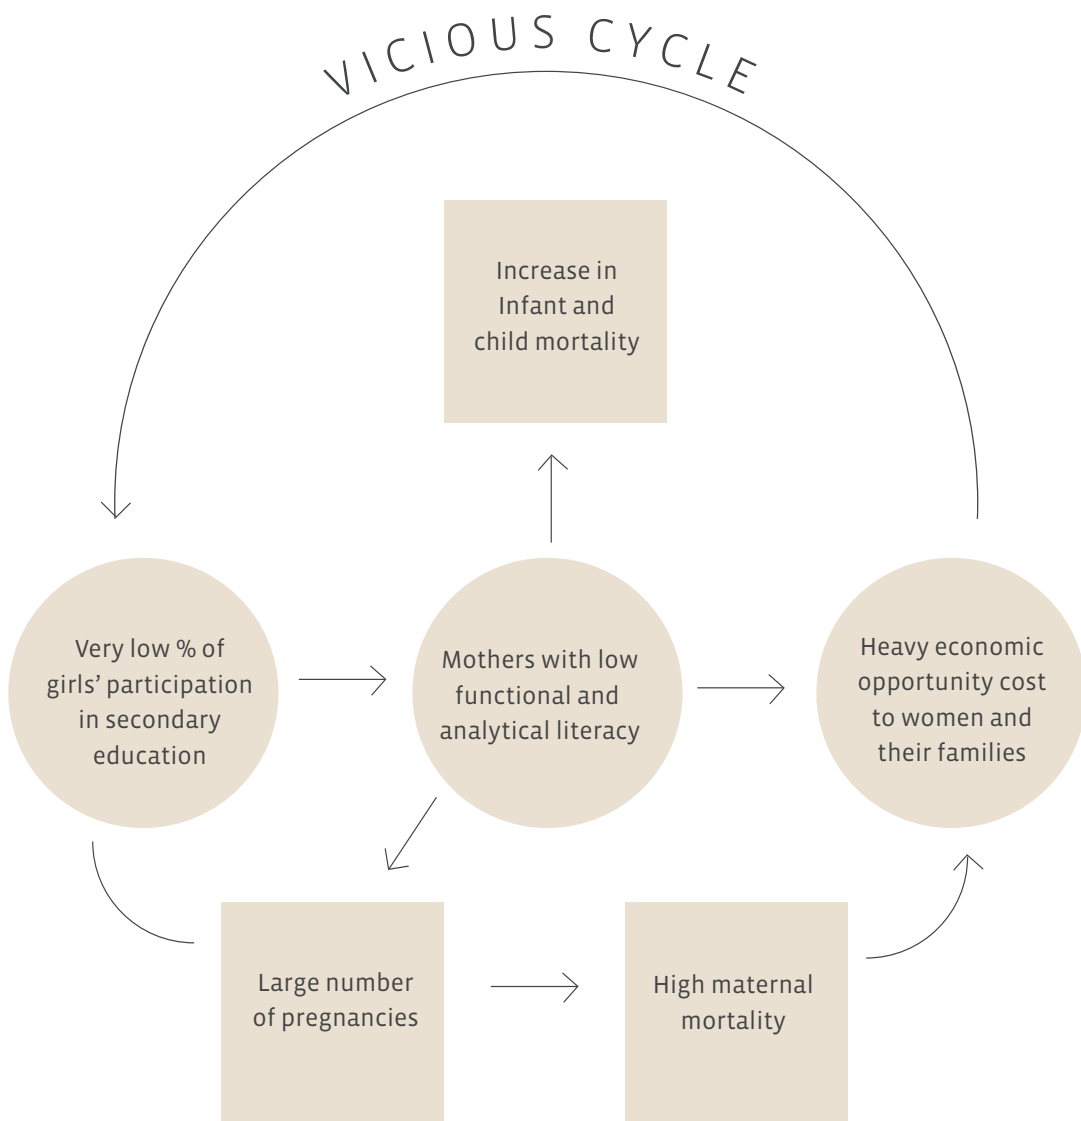 VICIOUS CYCLE
Increase in
Infant and
child mortality
Very low % of
girls’ participation
in secondary
education
Mothers with low
functional and
analytical literacy
Heavy economic
opportunity cost
to women and
their families
Large number
of pregnancies
High maternal
mortality